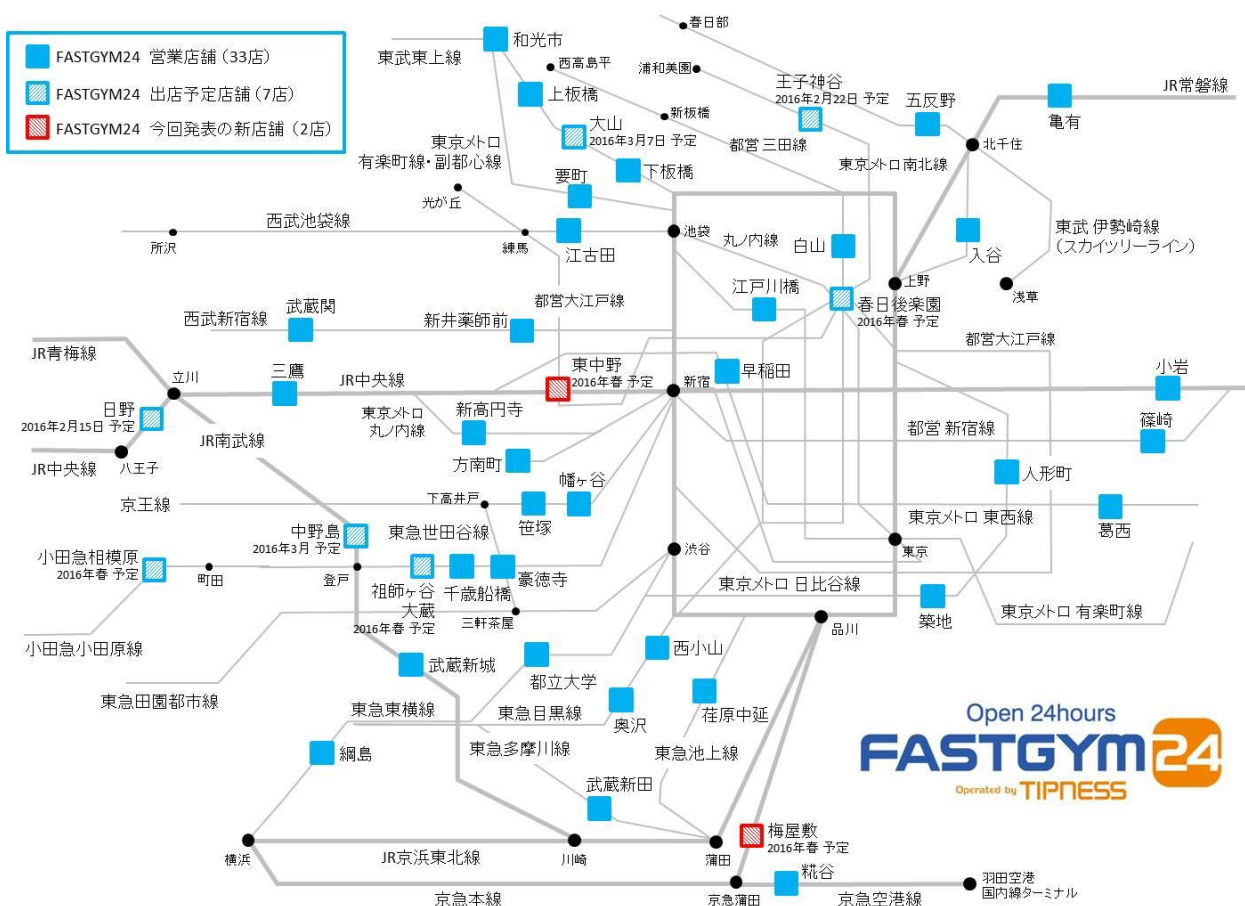 FASTGYM24 営業店舗（33店）
FASTGYM24 出店予定店舗（7店）
FASTGYM24 今回発表の新店舗（2店）
東武東上線
和光市
西高島平
春日部
浦和美園
上板橋
新板橋
王子神谷
2016年2月22日 予定
五反野
JR常磐線
亀有
大山
2016年3月7日 予定
都営 三田線
北千住
東京メトロ
有楽町線・副都心線
東京メトロ南北線
下板橋
要町
光が丘
西武池袋線
所沢
練馬
江古田
池袋
丸ノ内線
白山
入谷
東武 伊勢崎線
（スカイツリーライン）
江戸川橋
上野
浅草
都営大江戸線
春日後楽園
2016年春 予定
武蔵関
西武新宿線
新井薬師前
都営大江戸線
JR青梅線
立川
三鷹
JR中央線
東中野
2016年春 予定
新宿
早稲田
小岩
日野
2016年2月15日 予定
東京メトロ
丸ノ内線
新高円寺
JR南武線
都営 新宿線
篠崎
JR中央線
八王子
方南町
人形町
幡ヶ谷
京王線
下高井戸
笹塚
東京メトロ 東西線
葛西
中野島
2016年3月 予定
東急世田谷線
小田急相模原
2016年春 予定
町田
登戸
祖師ヶ谷
大蔵
2016年春 予定
千歳船橋
豪徳寺
渋谷
東京
三軒茶屋
東京メトロ 日比谷線
築地
東京メトロ 有楽町線
小田急小田原線
品川
東急田園都市線
武蔵新城
都立大学
西小山
東急東横線
東急目黒線
奥沢
荏原中延
綱島
東急多摩川線
東急池上線
武蔵新田
Open 24hours
FASTGYM24
Operated by TIPNESS
梅屋敷
2016年春 予定
横浜
JR京浜東北線
川崎
蒲田
糀谷
京急本線
京急蒲田
京急空港線
羽田空港
国内線ターミナル